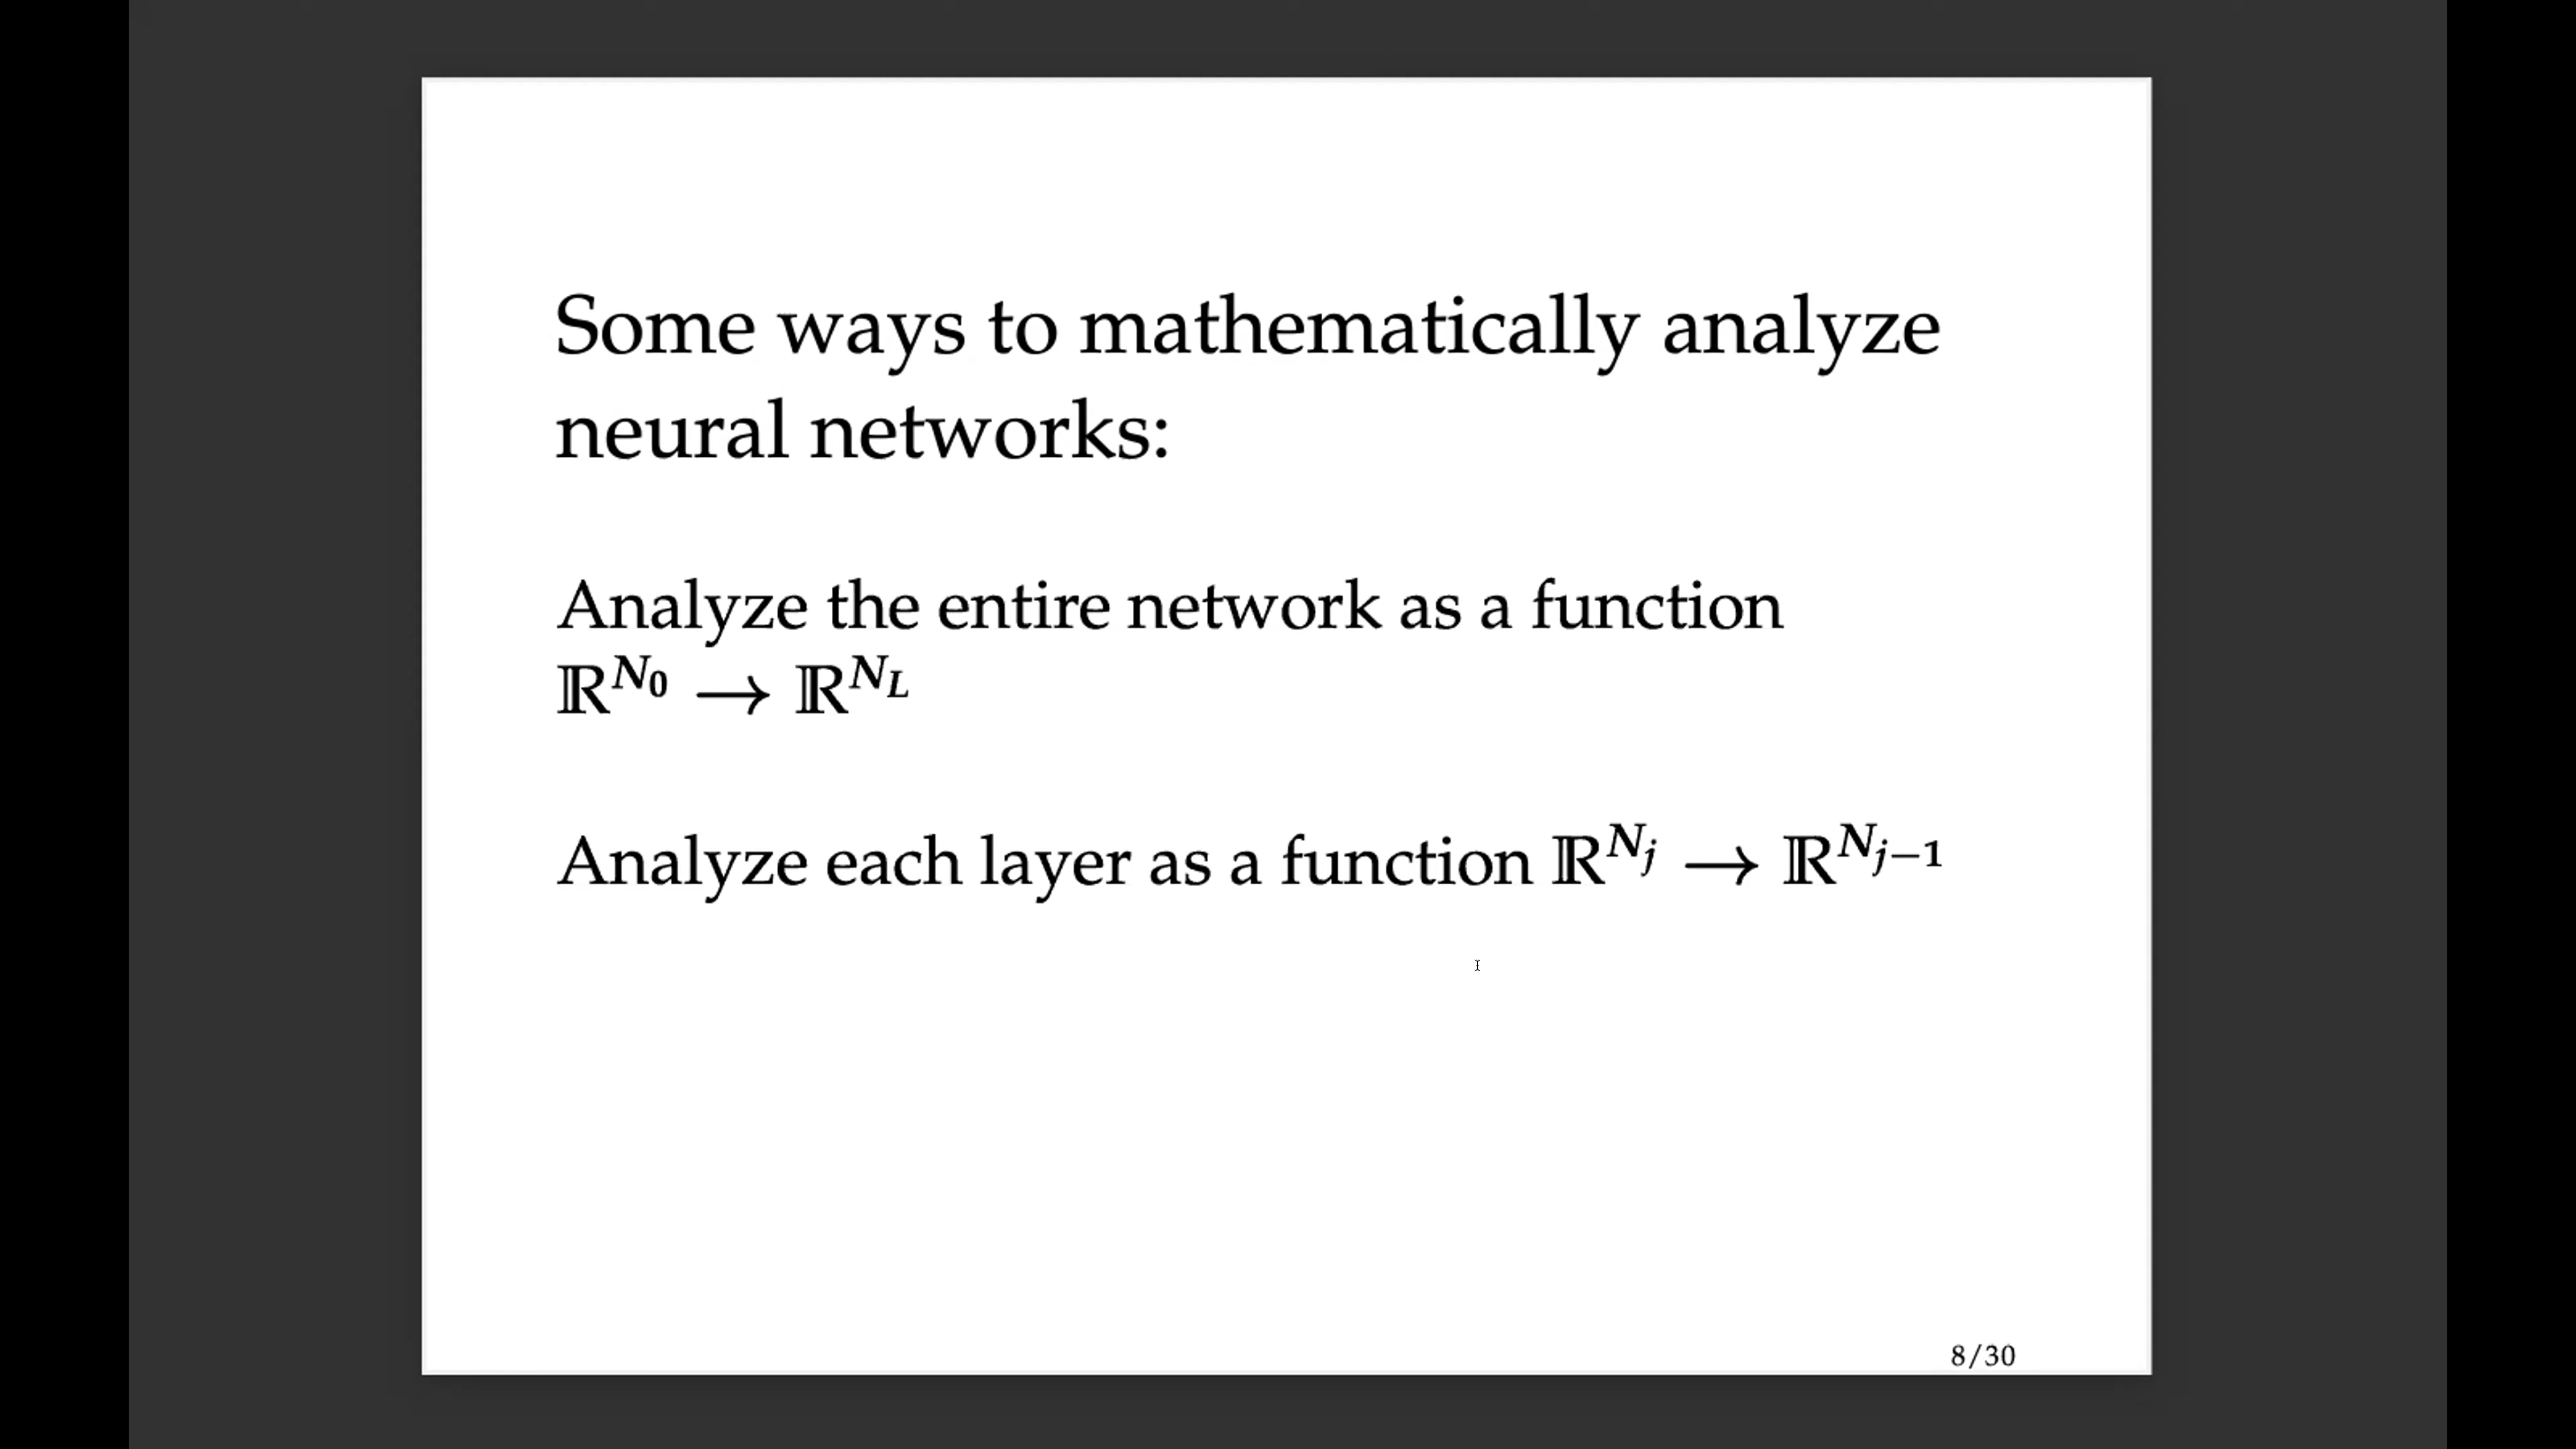 Some ways to mathematically analyze
neural networks:
Analyze the entire network as a function
ℝ^{N_0} → ℝ^{N_L}
Analyze each layer as a function ℝ^{N_j} → ℝ^{N_{j−1}}
8/30